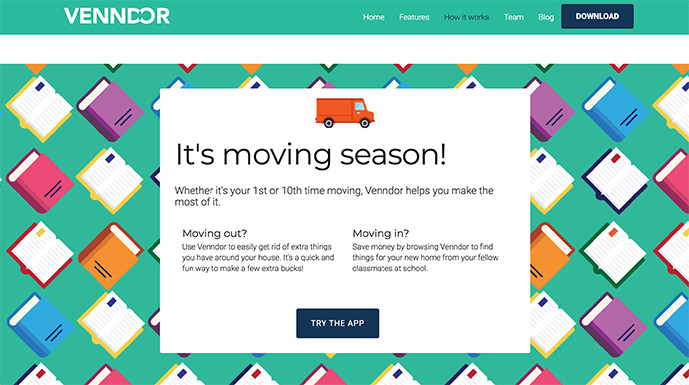 VENNDOR
Home Features How it works Team Blog DOWNLOAD
It's moving season!
Whether it's your 1st or 10th time moving, Venndor helps you make the
most of it.
Moving out?
Use Venndor to easily get rid of extra things
you have around your house. It's a quick and
fun way to make a few extra bucks!
Moving in?
Save money by browsing Venndor to find
things for your new home from your fellow
classmates at school.
TRY THE APP